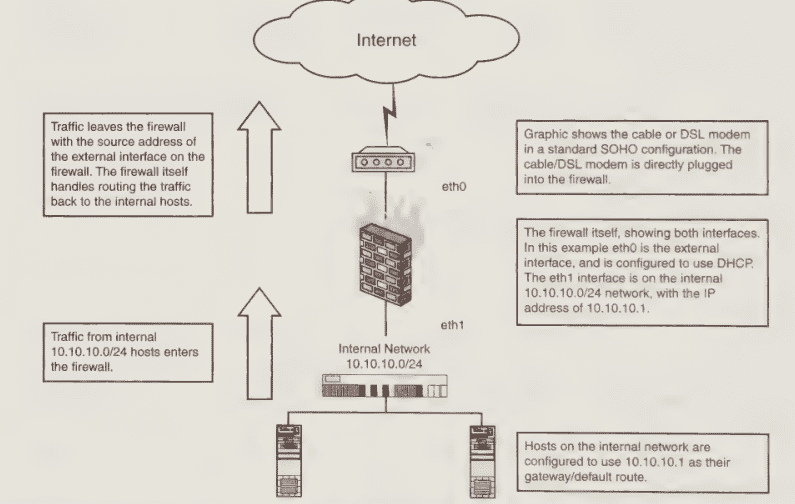 Internet
Traffic leaves the firewall
with the source address of
the external interface on the
firewall. The firewall itself
handles routing the traffic
back to the internal hosts.
Graphic shows the cable or DSL modem
in a standard SOHO configuration. The
cable/DSL modem is directly plugged
into the firewall.
eth0
The firewall itself, showing both interfaces.
In this example eth0 is the external
interface, and is configured to use DHCP.
The eth1 interface is on the internal
10.10.10.0/24 network, with the IP
address of 10.10.10.1.
eth1
Traffic from internal
10.10.10.0/24 hosts enters
the firewall.
Internal Network
10.10.10.0/24
Hosts on the internal network are
configured to use 10.10.10.1 as their
gateway/default route.